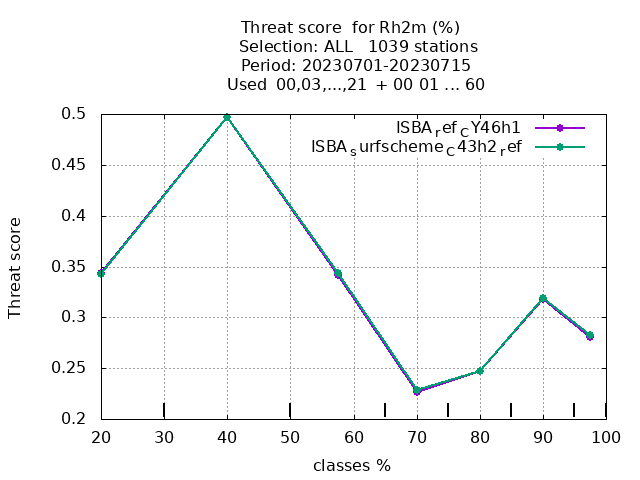 Threat score  for Rh2m (%)
Selection: ALL   1039 stations
Period: 20230701-20230715
Used  00,03,...,21  + 00 01 ... 60
ISBArefCY46h1
ISBAsurfschemeC43h2ref
0.5
0.45
0.4
0.35
0.3
0.25
0.2
Threat score
20 30 40 50 60 70 80 90 100
classes %